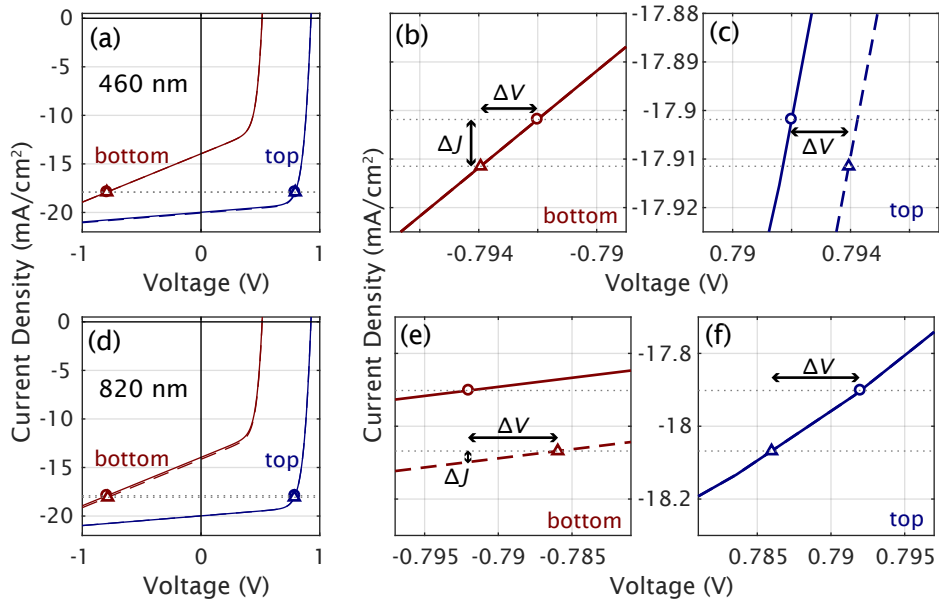 (a)
460 nm
bottom
top
0
-5
-10
-15
-20
-1
0
1
Voltage (V)
(b)
ΔV
ΔJ
bottom
-0.794
-0.79
Voltage (V)
(c)
-17.88
-17.89
-17.9
-17.91
-17.92
ΔV
top
0.79
0.794
Voltage (V)
Current Density (mA/cm²)
Current Density (mA/cm²)
(d)
820 nm
bottom
top
0
-5
-10
-15
-20
-1
0
1
Voltage (V)
(e)
ΔV
ΔJ
bottom
-0.795
-0.79
-0.785
(f)
-17.8
-18
-18.2
ΔV
top
0.785
0.79
0.795
Voltage (V)